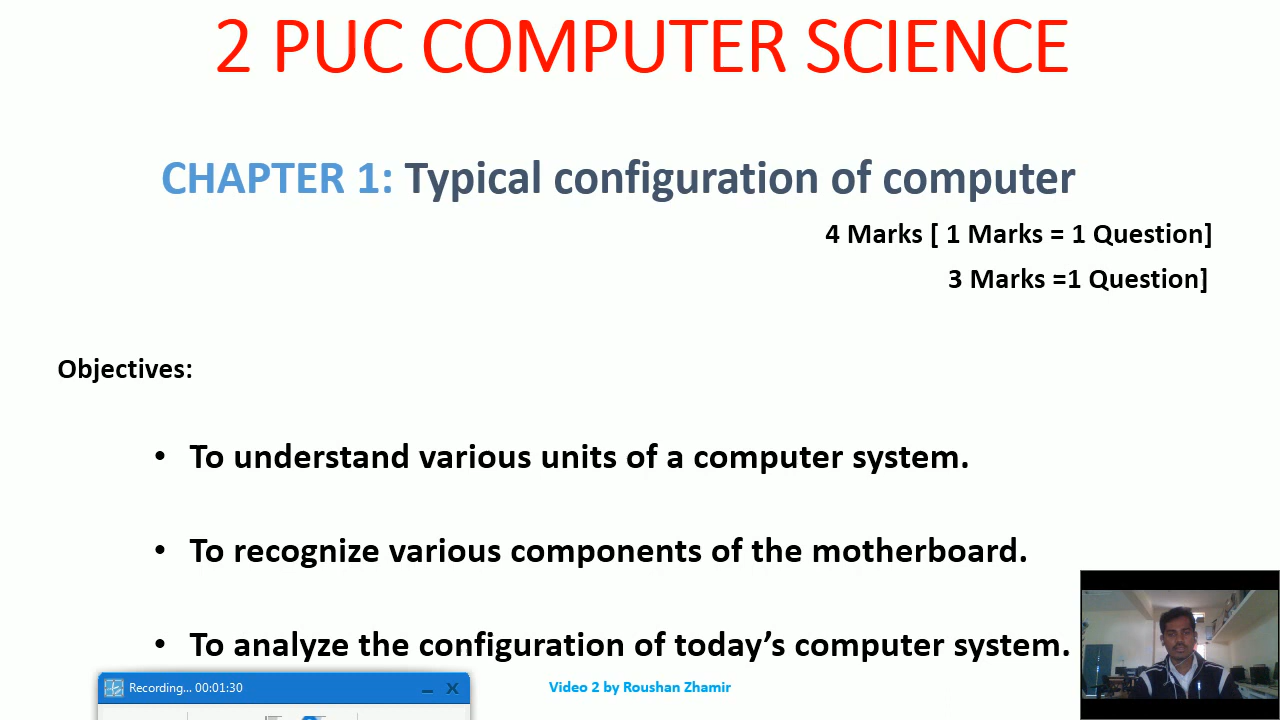 2 PUC COMPUTER SCIENCE
CHAPTER 1: Typical configuration of computer
4 Marks [ 1 Marks = 1 Question]
3 Marks =1 Question]
Objectives:
• To understand various units of a computer system.
• To recognize various components of the motherboard.
• To analyze the configuration of today’s computer system.
Recording... 00:01:30
Video 2 by Roushan Zhamir